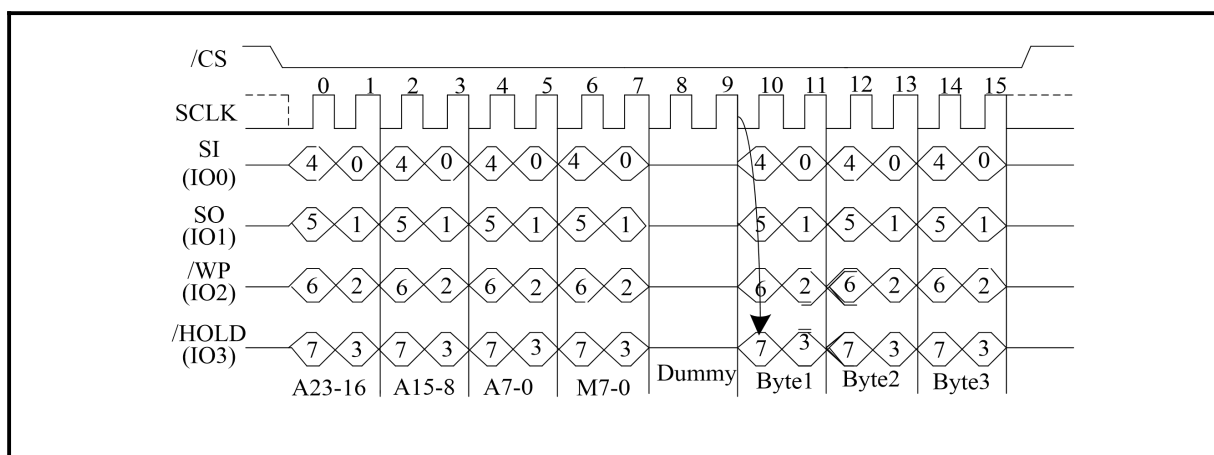 /CS
0 1 2 3 4 5 6 7 8 9 10 11 12 13 14 15
SCLK
SI
(IO0)
4 0 4 0 4 0 4 0 4 0 4 0 4 0
SO
(IO1)
5 1 5 1 5 1 5 1 5 1 5 1 5 1
/WP
(IO2)
6 2 6 2 6 2 6 2 6 2 6 2 6 2
/HOLD
(IO3)
7 3 7 3 7 3 7 3 7 3 7 3 7 3
A23-16 A15-8 A7-0 M7-0 Dummy Byte1 Byte2 Byte3